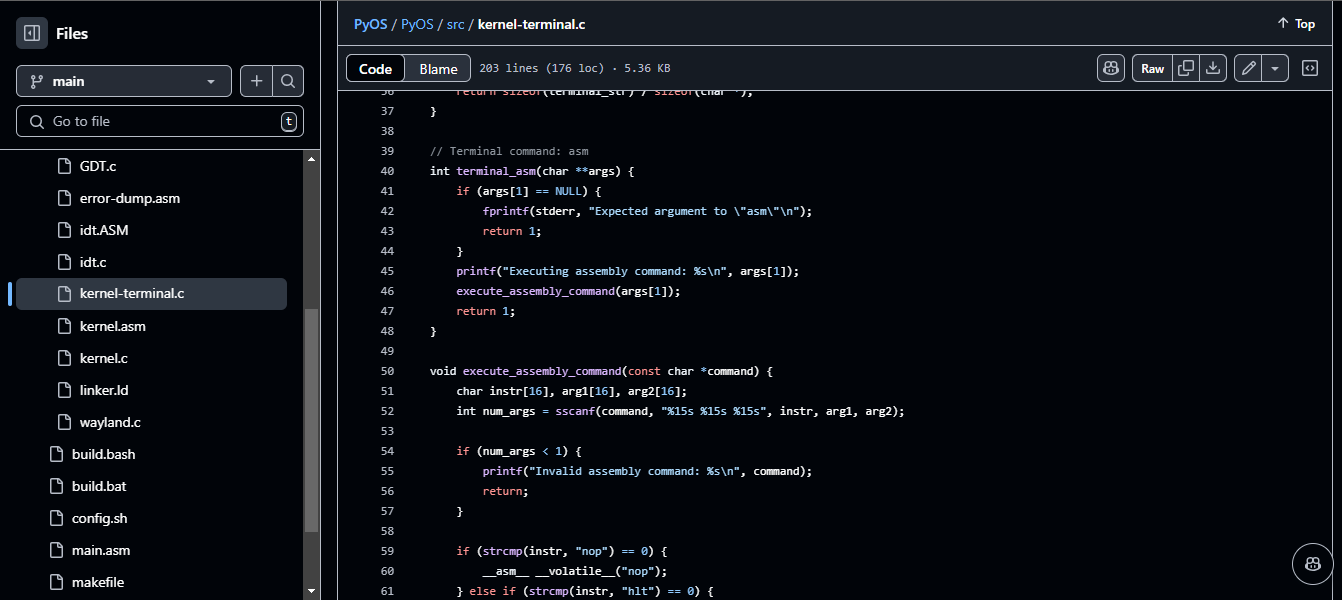 Files
main
Go to file
t
GDT.c
error-dump.asm
idt.ASM
idt.c
kernel-terminal.c
kernel.asm
kernel.c
linker.ld
wayland.c
build.bash
build.bat
config.sh
main.asm
makefile
PyOS / PyOS / src / kernel-terminal.c
Top
Code Blame 203 lines (176 loc) · 5.36 KB
Raw
36 return sizeof(terminal_str) / sizeof(char *);
37 }
38
39 // Terminal command: asm
40 int terminal_asm(char **args) {
41 if (args[1] == NULL) {
42 fprintf(stderr, "Expected argument to \"asm\"\n");
43 return 1;
44 }
45 printf("Executing assembly command: %s\n", args[1]);
46 execute_assembly_command(args[1]);
47 return 1;
48 }
49
50 void execute_assembly_command(const char *command) {
51 char instr[16], arg1[16], arg2[16];
52 int num_args = sscanf(command, "%15s %15s %15s", instr, arg1, arg2);
53
54 if (num_args < 1) {
55 printf("Invalid assembly command: %s\n", command);
56 return;
57 }
58
59 if (strcmp(instr, "nop") == 0) {
60 __asm__ __volatile__("nop");
61 } else if (strcmp(instr, "hlt") == 0) {